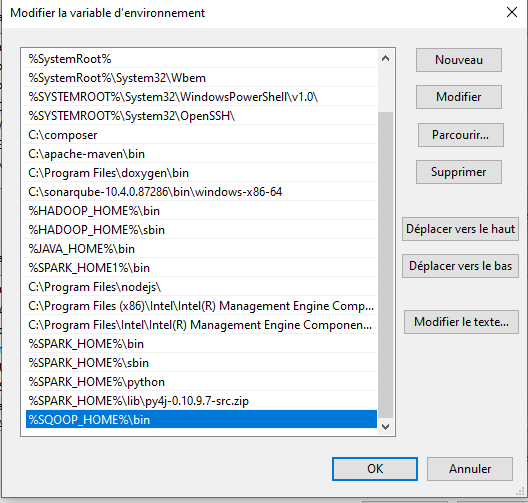 Modifier la variable d'environnement
%SystemRoot%
%SystemRoot%\System32\Wbem
%SYSTEMROOT%\System32\WindowsPowerShell\v1.0\
%SYSTEMROOT%\System32\OpenSSH\
C:\composer
C:\apache-maven\bin
C:\Program Files\doxygen\bin
C:\sonarqube-10.4.0.87286\bin\windows-x86-64
%HADOOP_HOME%\bin
%HADOOP_HOME%\sbin
%JAVA_HOME%\bin
%SPARK_HOME1%\bin
C:\Program Files\nodejs\
C:\Program Files (x86)\Intel\Intel(R) Management Engine Comp...
C:\Program Files\Intel\Intel(R) Management Engine Componen...
%SPARK_HOME%\bin
%SPARK_HOME%\sbin
%SPARK_HOME%\python
%SPARK_HOME%\lib\py4j-0.10.9.7-src.zip
%SQOOP_HOME%\bin
Nouveau
Modifier
Parcourir...
Supprimer
Déplacer vers le haut
Déplacer vers le bas
Modifier le texte...
OK
Annuler